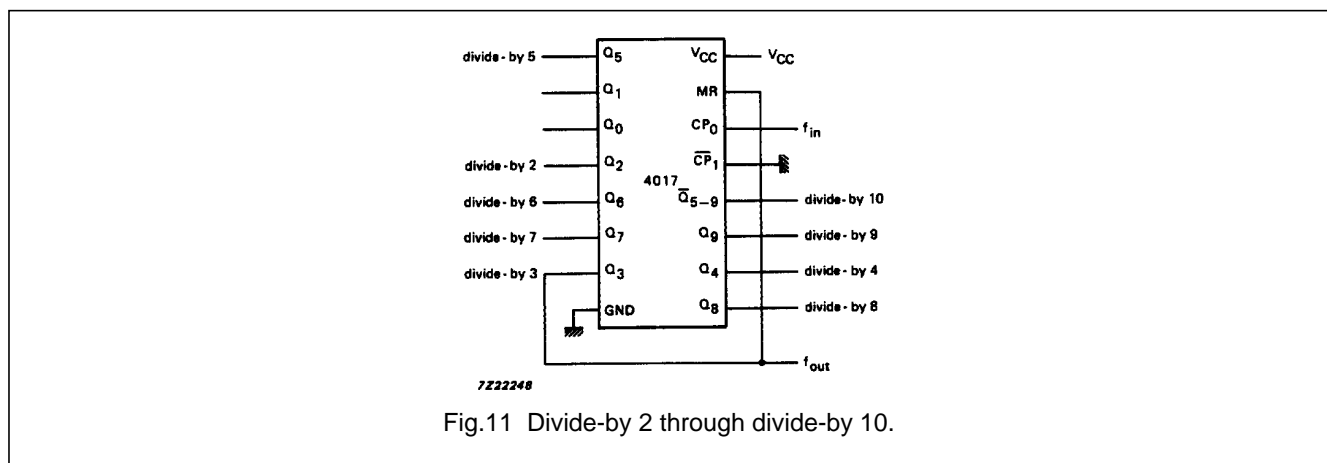 divide-by 5 Q5 VCC VCC
Q1 MR
Q0 CP0 fin
divide-by 2 Q2 C̅P̅1
4017
divide-by 6 Q6 Q̅5–9 divide-by 10
divide-by 7 Q7 Q9 divide-by 9
divide-by 3 Q3 Q4 divide-by 4
GND Q8 divide-by 8
fout
7Z22248
Fig.11 Divide-by 2 through divide-by 10.